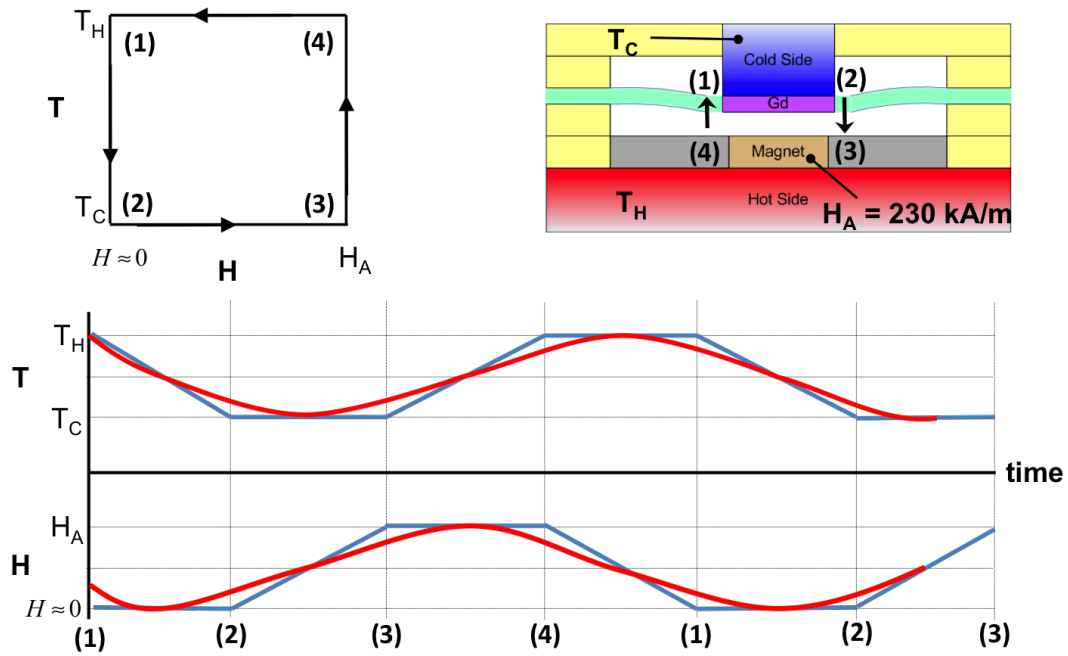 T_H
(1)
(4)
T
T_C
(2)
(3)
H ≈ 0
H
H_A
T_C
Cold Side
(1)
(2)
Gd
(4)
Magnet
(3)
T_H
Hot Side
H_A = 230 kA/m
T_H
T
T_C
time
H_A
H
H ≈ 0
(1)
(2)
(3)
(4)
(1)
(2)
(3)